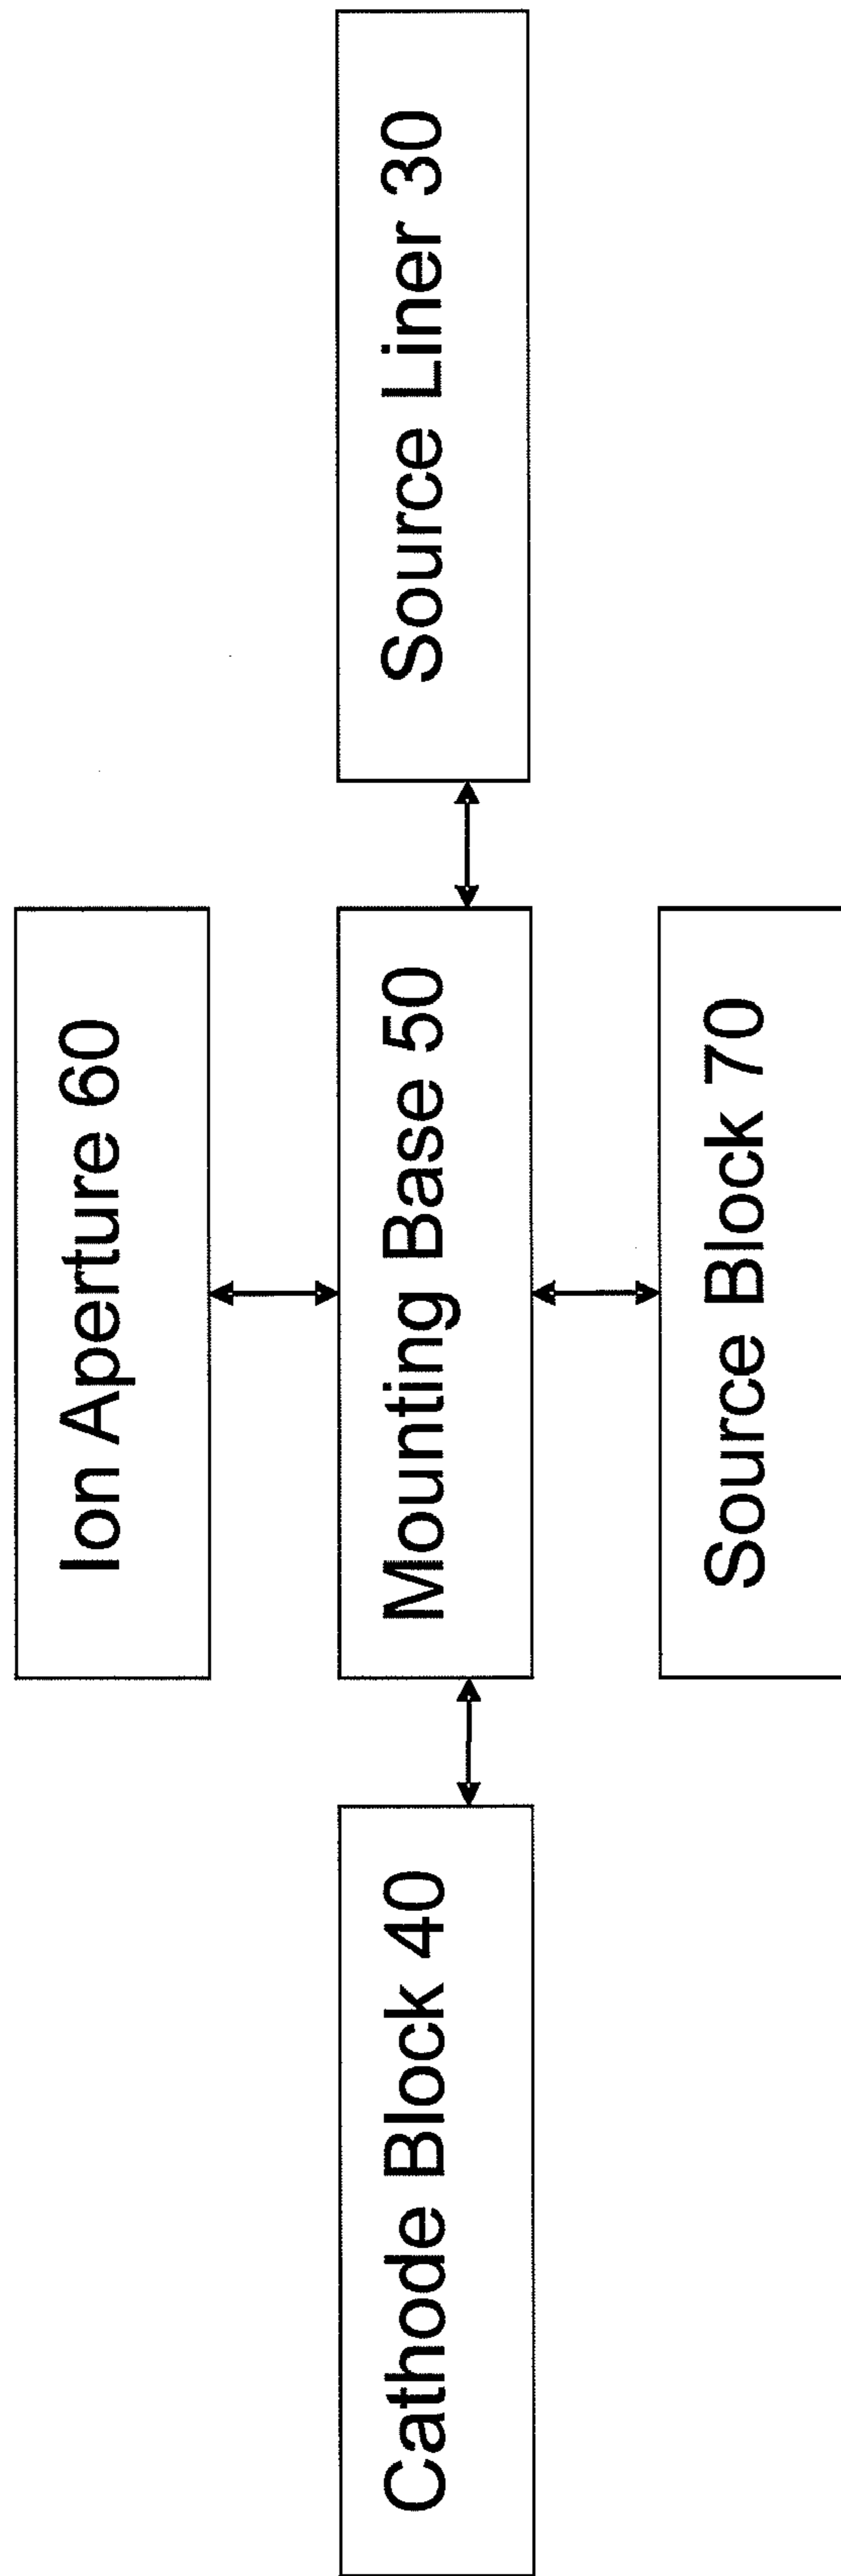 Ion Aperture 60
Cathode Block 40
Mounting Base 50
Source Liner 30
Source Block 70